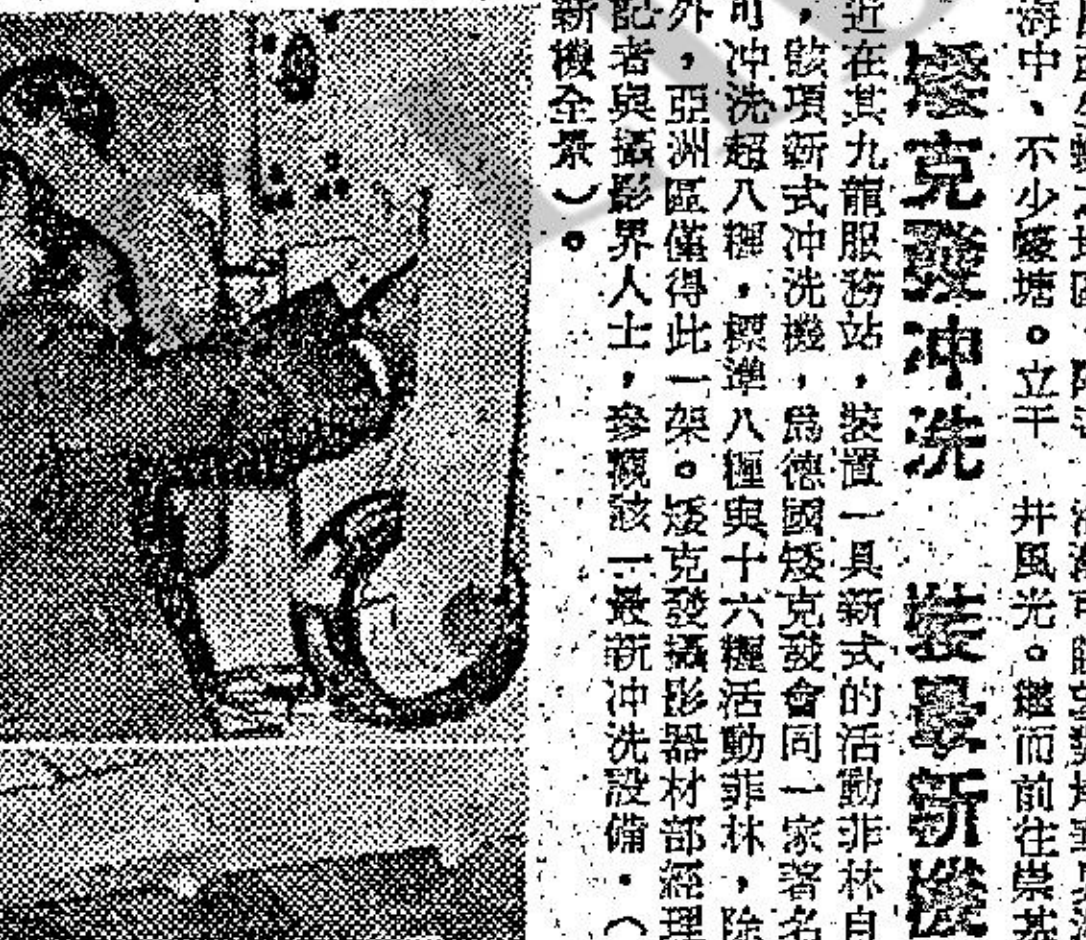 海中、不少蠔塘。立干 井風光。繼而前往崇基
矮克發冲洗 裝最新機
近在其九龍服務站，裝置一具新式的活動菲林自
，該項新式冲洗機，爲德國矮克發會同一家著名
可冲洗超八糎，標準八糎與十六糎活動菲林，除
外，亞洲區僅得此一架。矮克發攝影器材部經理
記者與攝影界人士，參觀該一最新冲洗設備。（
新機全景）。